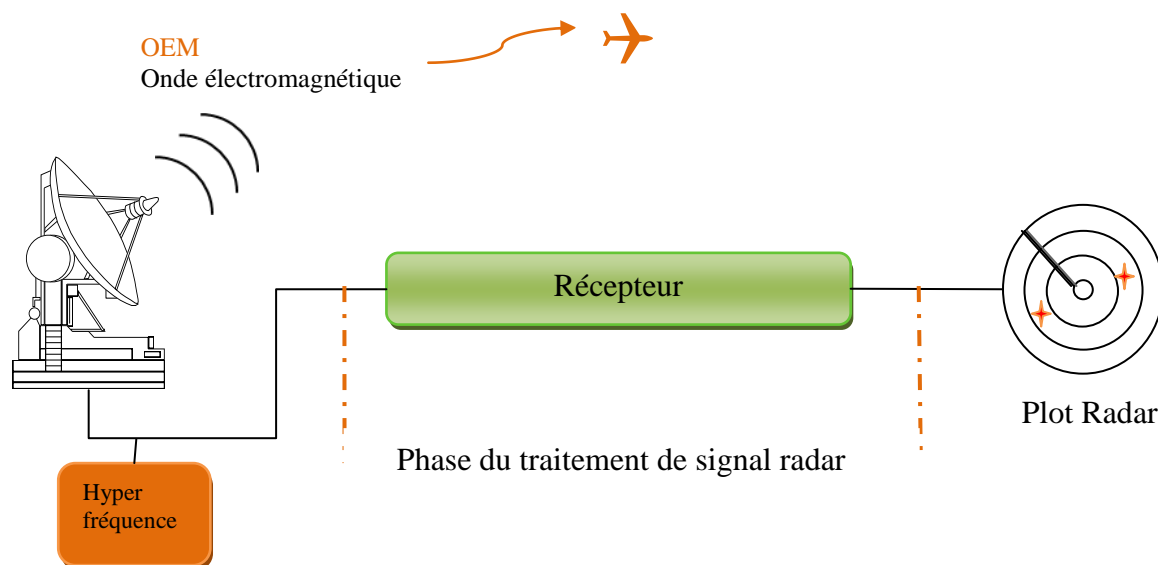 OEM
Onde électromagnétique
Récepteur
Plot Radar
Phase du traitement de signal radar
Hyper
fréquence